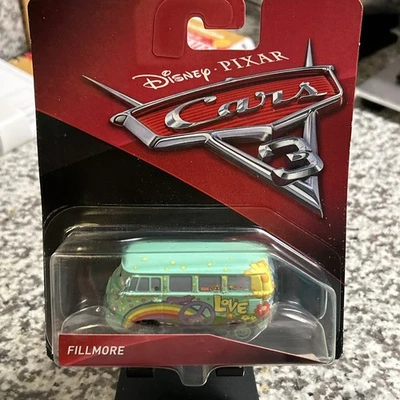 Disney · PIXAR
Cars
3
LOVE
FILLMORE